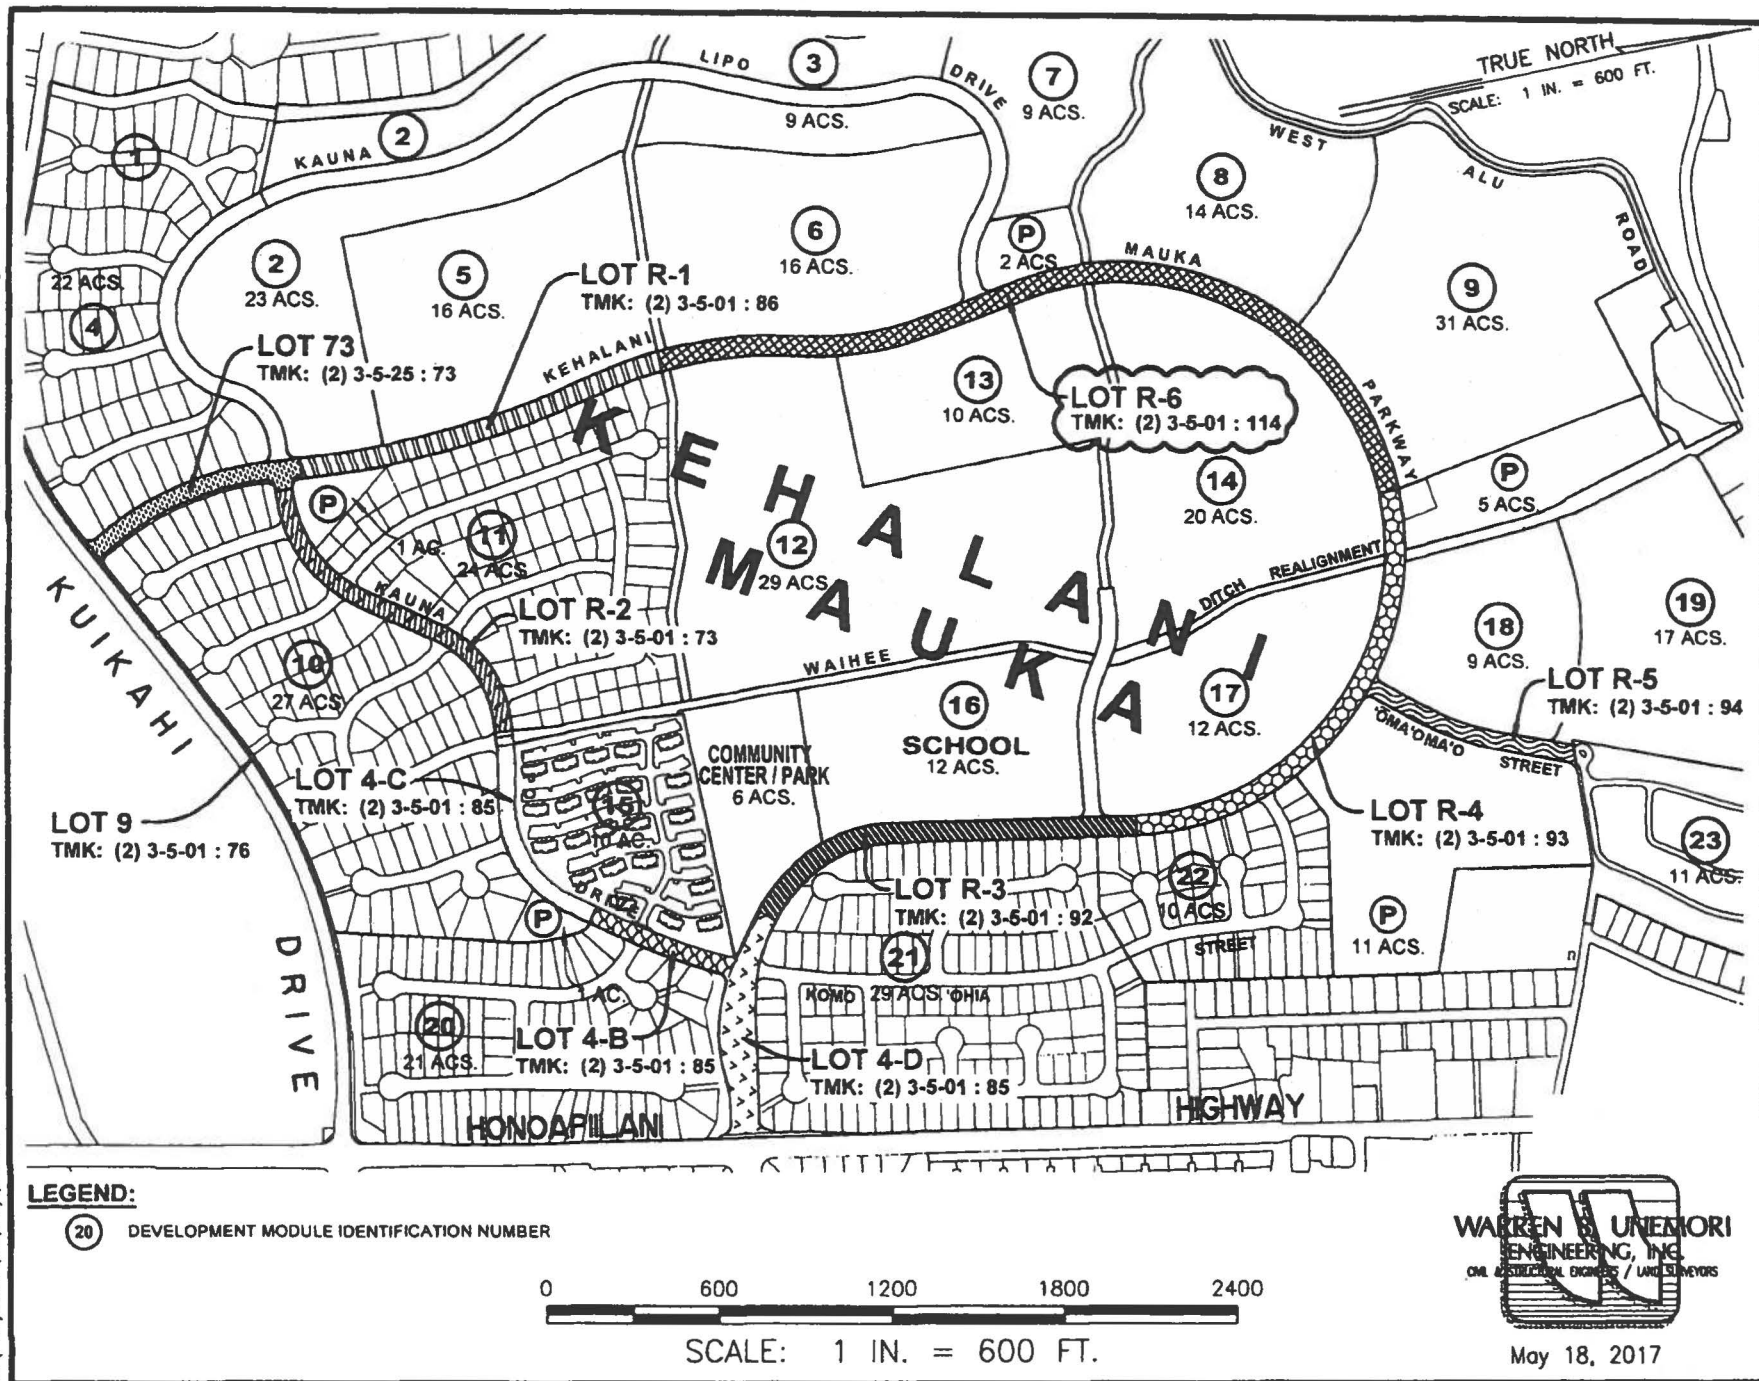 TRUE NORTH
SCALE: 1 IN. = 600 FT.
LIPO
3
9 ACS.
DRIVE
7
9 ACS.
WEST
ALU
ROAD
1
KAUNA
2
8
14 ACS.
2
23 ACS.
5
16 ACS.
6
16 ACS.
P
2 ACS
MAUKA
9
31 ACS.
22 ACS.
4
LOT R-1
TMK: (2) 3-5-01 : 86
LOT 73
TMK: (2) 3-5-25 : 73
KEHALANI
13
10 ACS.
LOT R-6
TMK: (2) 3-5-01 : 114
PARKWAY
P
5 ACS.
14
20 ACS.
P
1 AC.
11
24 ACS
KEHALANI
MAUKA
12
29 ACS
KUIKAHI
DRIVE
KAUNA
LOT R-2
TMK: (2) 3-5-01 : 73
WAIHEE
DITCH
REALIGNMENT
10
27 ACS
18
9 ACS.
19
17 ACS.
LOT R-5
TMK: (2) 3-5-01 : 94
'OMA'OMA'O
STREET
16
SCHOOL
12 ACS.
17
12 ACS.
COMMUNITY
CENTER / PARK
6 ACS.
LOT 4-C
TMK: (2) 3-5-01 : 85
15
10 AC.
LOT 9
TMK: (2) 3-5-01 : 76
LOT R-4
TMK: (2) 3-5-01 : 93
23
11 ACS.
DRIVE
P
AC.
LOT R-3
TMK: (2) 3-5-01 : 92
22
10 ACS
STREET
P
11 ACS.
21
29 ACS.
KOMO 'OHIA
20
21 ACS.
LOT 4-B
TMK: (2) 3-5-01 : 85
LOT 4-D
TMK: (2) 3-5-01 : 85
HONOAPIILANI
HIGHWAY
LEGEND:
20 DEVELOPMENT MODULE IDENTIFICATION NUMBER
0 600 1200 1800 2400
SCALE: 1 IN. = 600 FT.
WARREN S. UNEMORI
ENGINEERING, INC.
CIVIL & STRUCTURAL ENGINEERS / LAND SURVEYORS
May 18, 2017